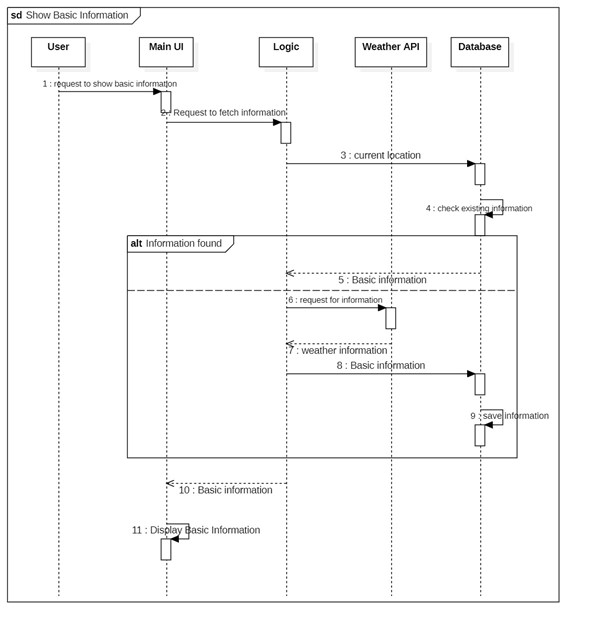 sd Show Basic Information
User
Main UI
Logic
Weather API
Database
1 : request to show basic information
2 : Request to fetch information
3 : current location
4 : check existing information
alt Information found
5 : Basic information
6 : request for information
7 : weather information
8 : Basic information
9 : save information
10 : Basic information
11 : Display Basic Information